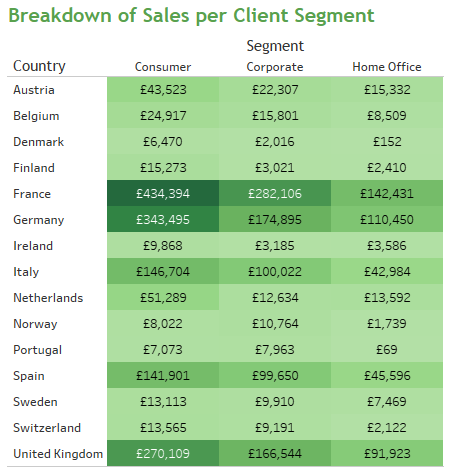 Breakdown of Sales per Client Segment
Segment
Country Consumer Corporate Home Office
Austria £43,523 £22,307 £15,332
Belgium £24,917 £15,801 £8,509
Denmark £6,470 £2,016 £152
Finland £15,273 £3,021 £2,410
France £434,394 £282,106 £142,431
Germany £343,495 £174,895 £110,450
Ireland £9,868 £3,185 £3,586
Italy £146,704 £100,022 £42,984
Netherlands £51,289 £12,634 £13,592
Norway £8,022 £10,764 £1,739
Portugal £7,073 £7,963 £69
Spain £141,901 £99,650 £45,596
Sweden £13,113 £9,910 £7,469
Switzerland £13,565 £9,191 £2,122
United Kingdom £270,109 £166,544 £91,923